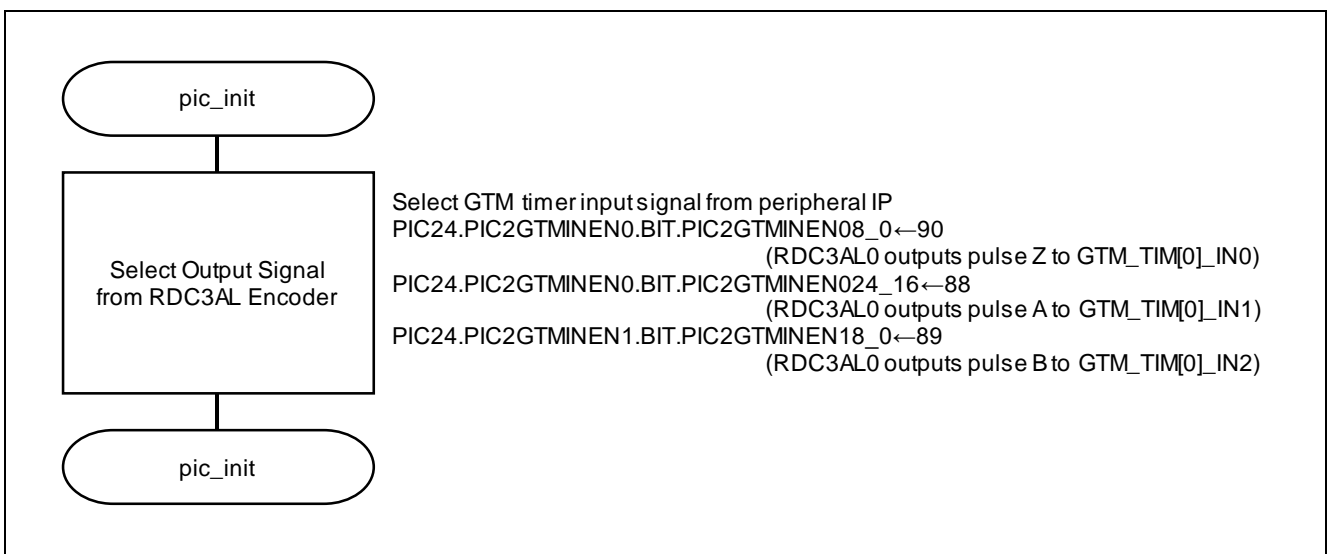 pic_init
Select Output Signal
from RDC3AL Encoder
Select GTM timer input signal from peripheral IP
PIC24.PIC2GTMINEN0.BIT.PIC2GTMINEN08_0←90
(RDC3AL0 outputs pulse Z to GTM_TIM[0]_IN0)
PIC24.PIC2GTMINEN0.BIT.PIC2GTMINEN024_16←88
(RDC3AL0 outputs pulse A to GTM_TIM[0]_IN1)
PIC24.PIC2GTMINEN1.BIT.PIC2GTMINEN18_0←89
(RDC3AL0 outputs pulse B to GTM_TIM[0]_IN2)
pic_init